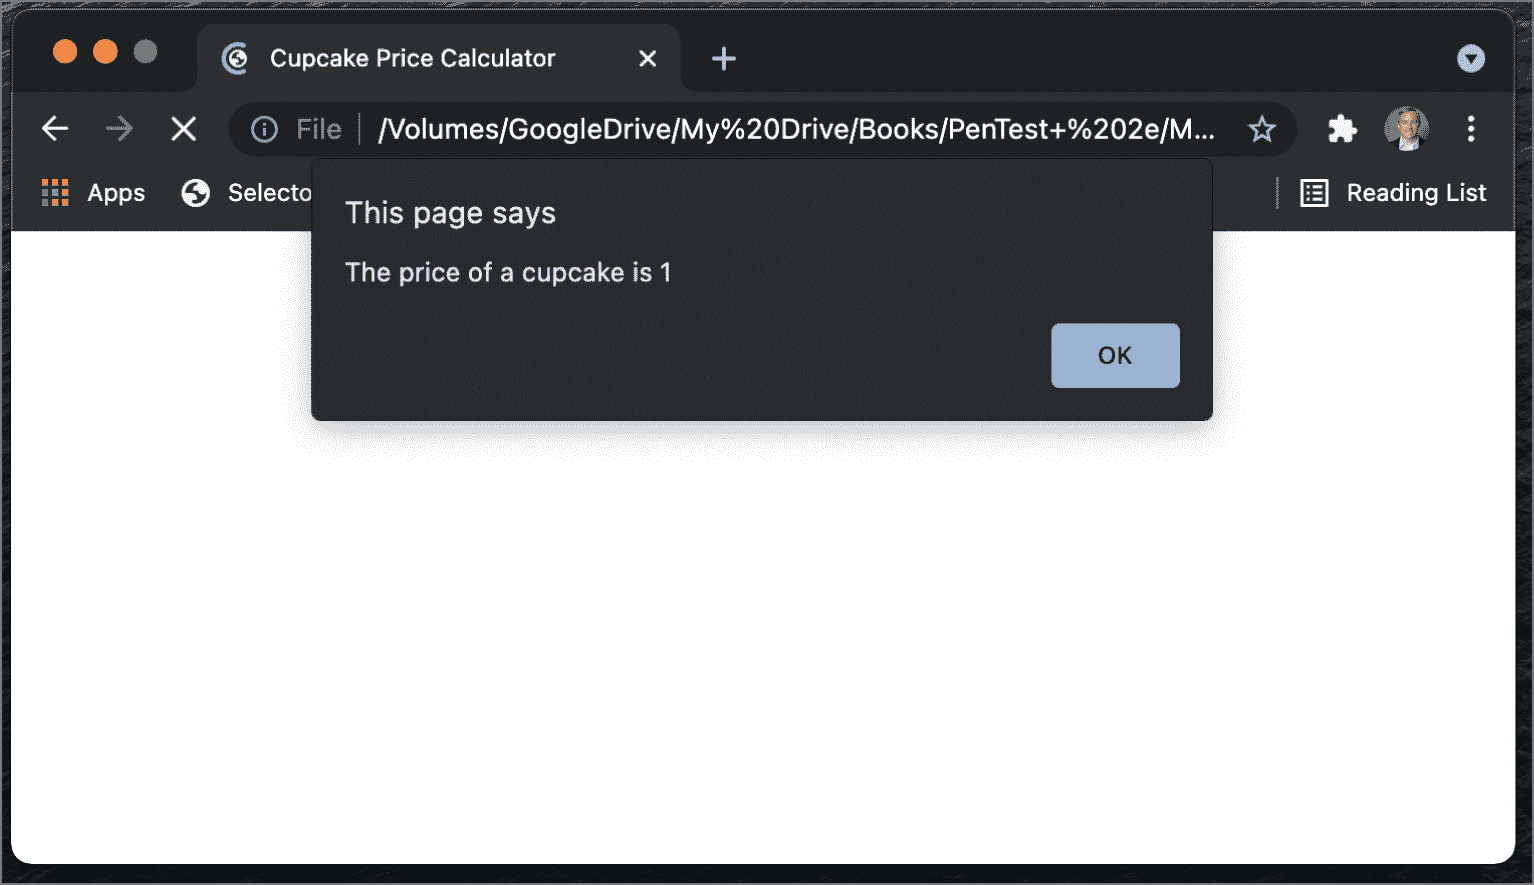 Cupcake Price Calculator
File /Volumes/GoogleDrive/My%20Drive/Books/PenTest+%202e/M...
Apps Selecto Reading List
This page says
The price of a cupcake is 1
OK